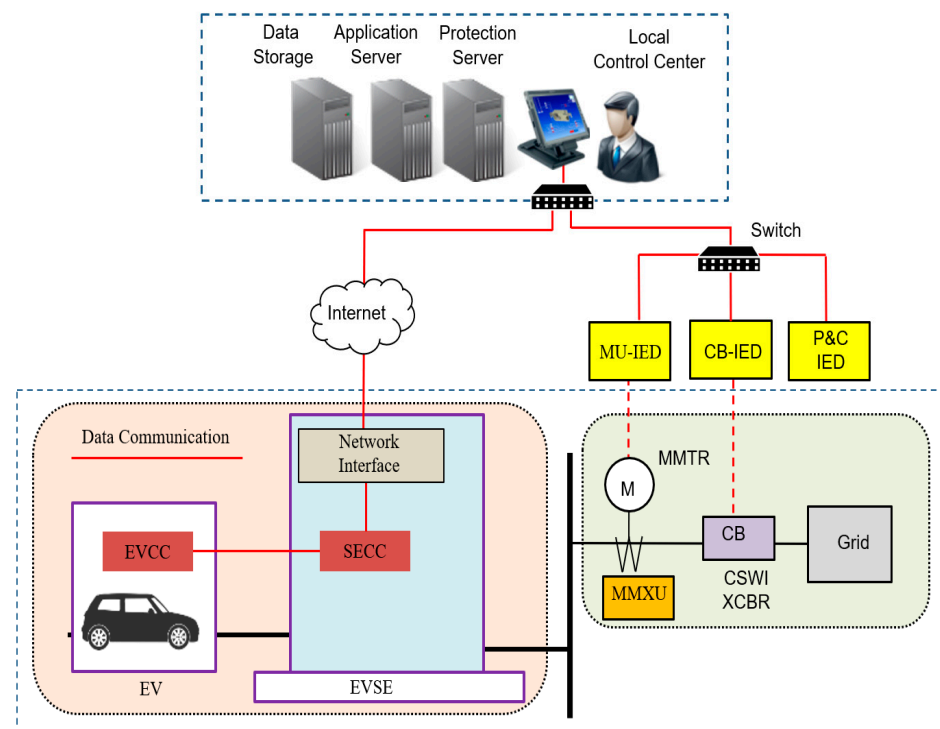 Data
Storage
Application
Server
Protection
Server
Local
Control Center
Switch
Internet
MU-IED
CB-IED
P&C
IED
Data Communication
Network
Interface
MMTR
M
EVCC
SECC
CB
Grid
CSWI
XCBR
MMXU
EV
EVSE